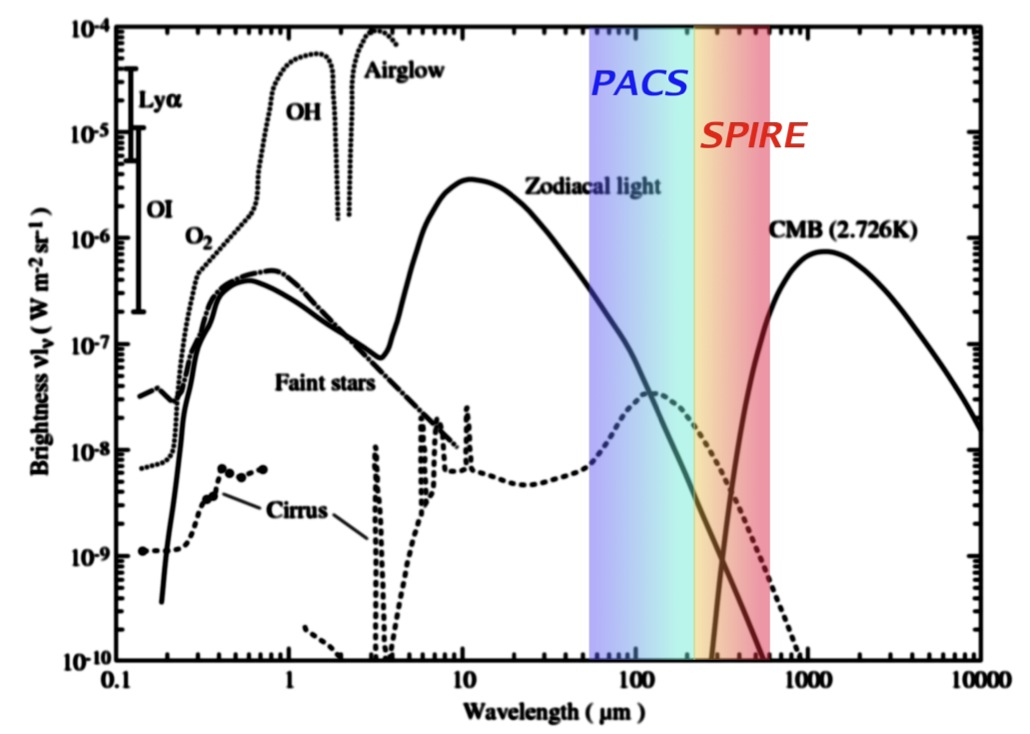 10-4
10-5
10-6
10-7
10-8
10-9
10-10
Brightness νIν ( W m-2 sr-1 )
Lyα
OI
O2
OH
Airglow
PACS
SPIRE
Zodiacal light
CMB (2.726K)
Faint stars
Cirrus
0.1 1 10 100 1000 10000
Wavelength ( μm )